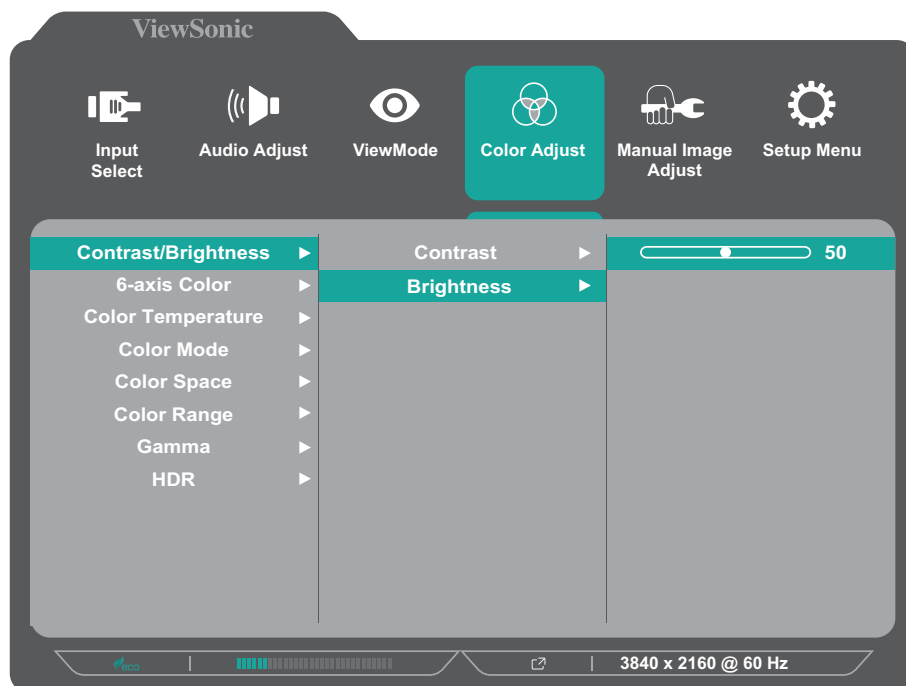 ViewSonic
Input Select
Audio Adjust
ViewMode
Color Adjust
Manual Image Adjust
Setup Menu
Contrast/Brightness
Contrast
50
6-axis Color
Brightness
Color Temperature
Color Mode
Color Space
Color Range
Gamma
HDR
eco
3840 x 2160 @ 60 Hz